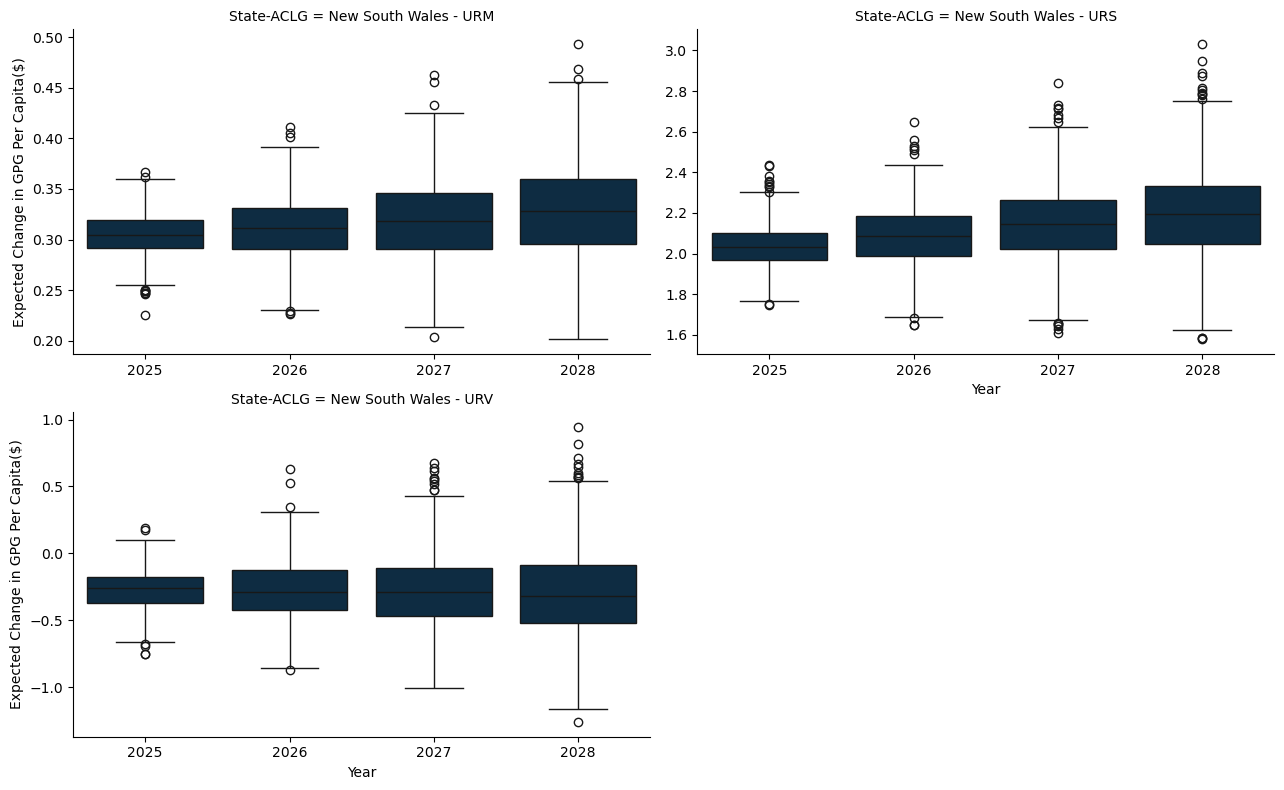 State-ACLG = New South Wales - URM
Expected Change in GPG Per Capita($)
0.50
0.45
0.40
0.35
0.30
0.25
0.20
2025 2026 2027 2028
State-ACLG = New South Wales - URS
3.0
2.8
2.6
2.4
2.2
2.0
1.8
1.6
2025 2026 2027 2028
Year
State-ACLG = New South Wales - URV
Expected Change in GPG Per Capita($)
1.0
0.5
0.0
−0.5
−1.0
2025 2026 2027 2028
Year